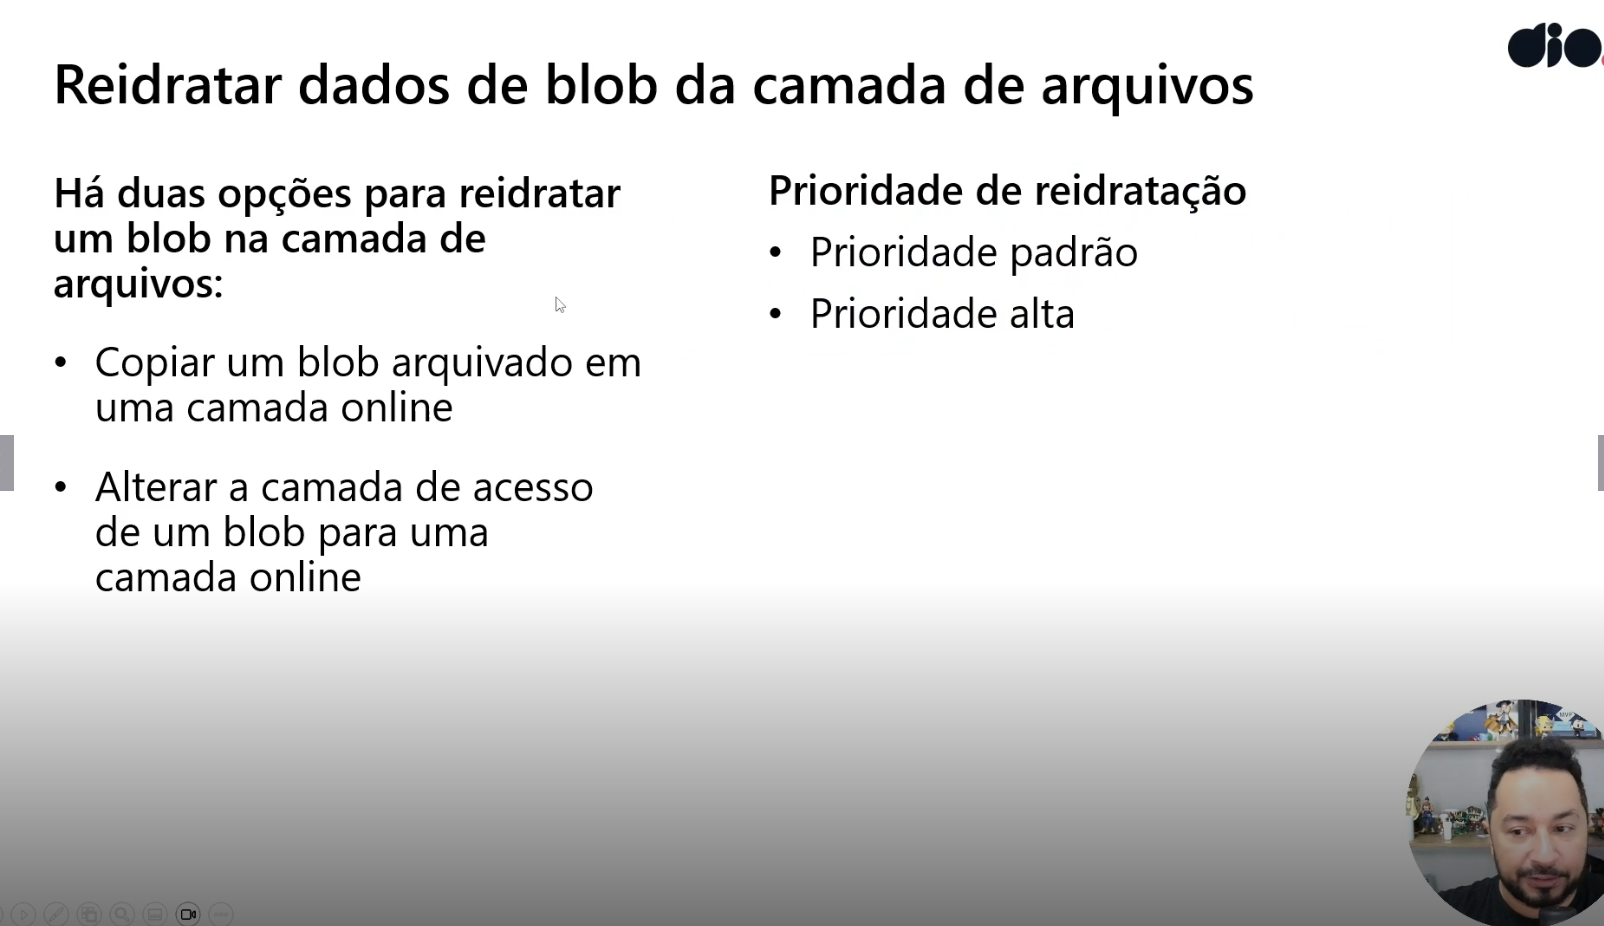 dio.
Reidratar dados de blob da camada de arquivos
Há duas opções para reidratar
um blob na camada de
arquivos:
• Copiar um blob arquivado em
uma camada online
• Alterar a camada de acesso
de um blob para uma
camada online
Prioridade de reidratação
• Prioridade padrão
• Prioridade alta
MVP